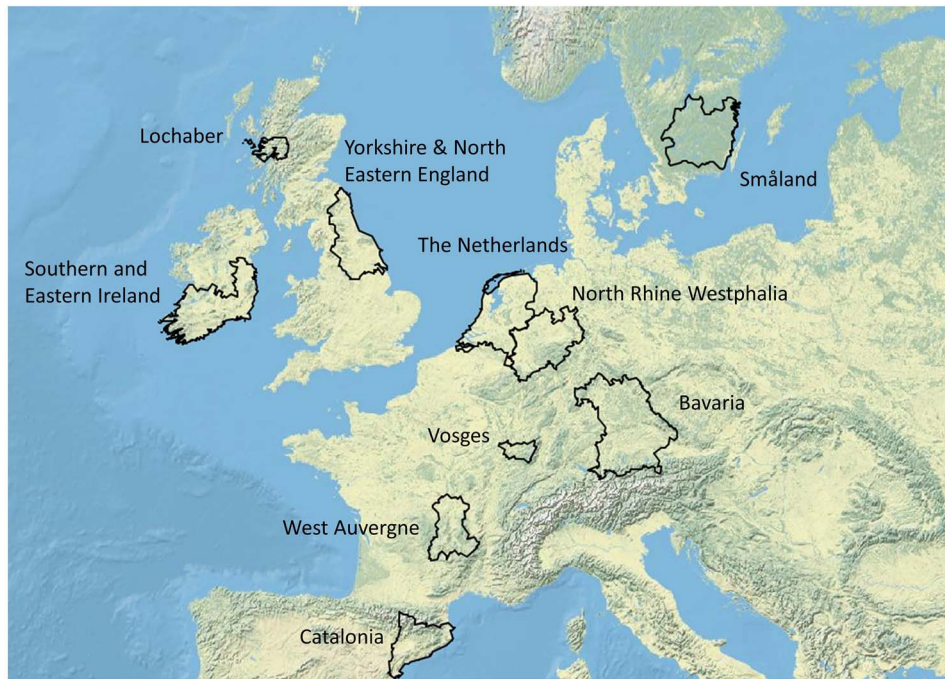 Lochaber
Yorkshire & North
Eastern England
Småland
The Netherlands
Southern and
Eastern Ireland
North Rhine Westphalia
Bavaria
Vosges
West Auvergne
Catalonia